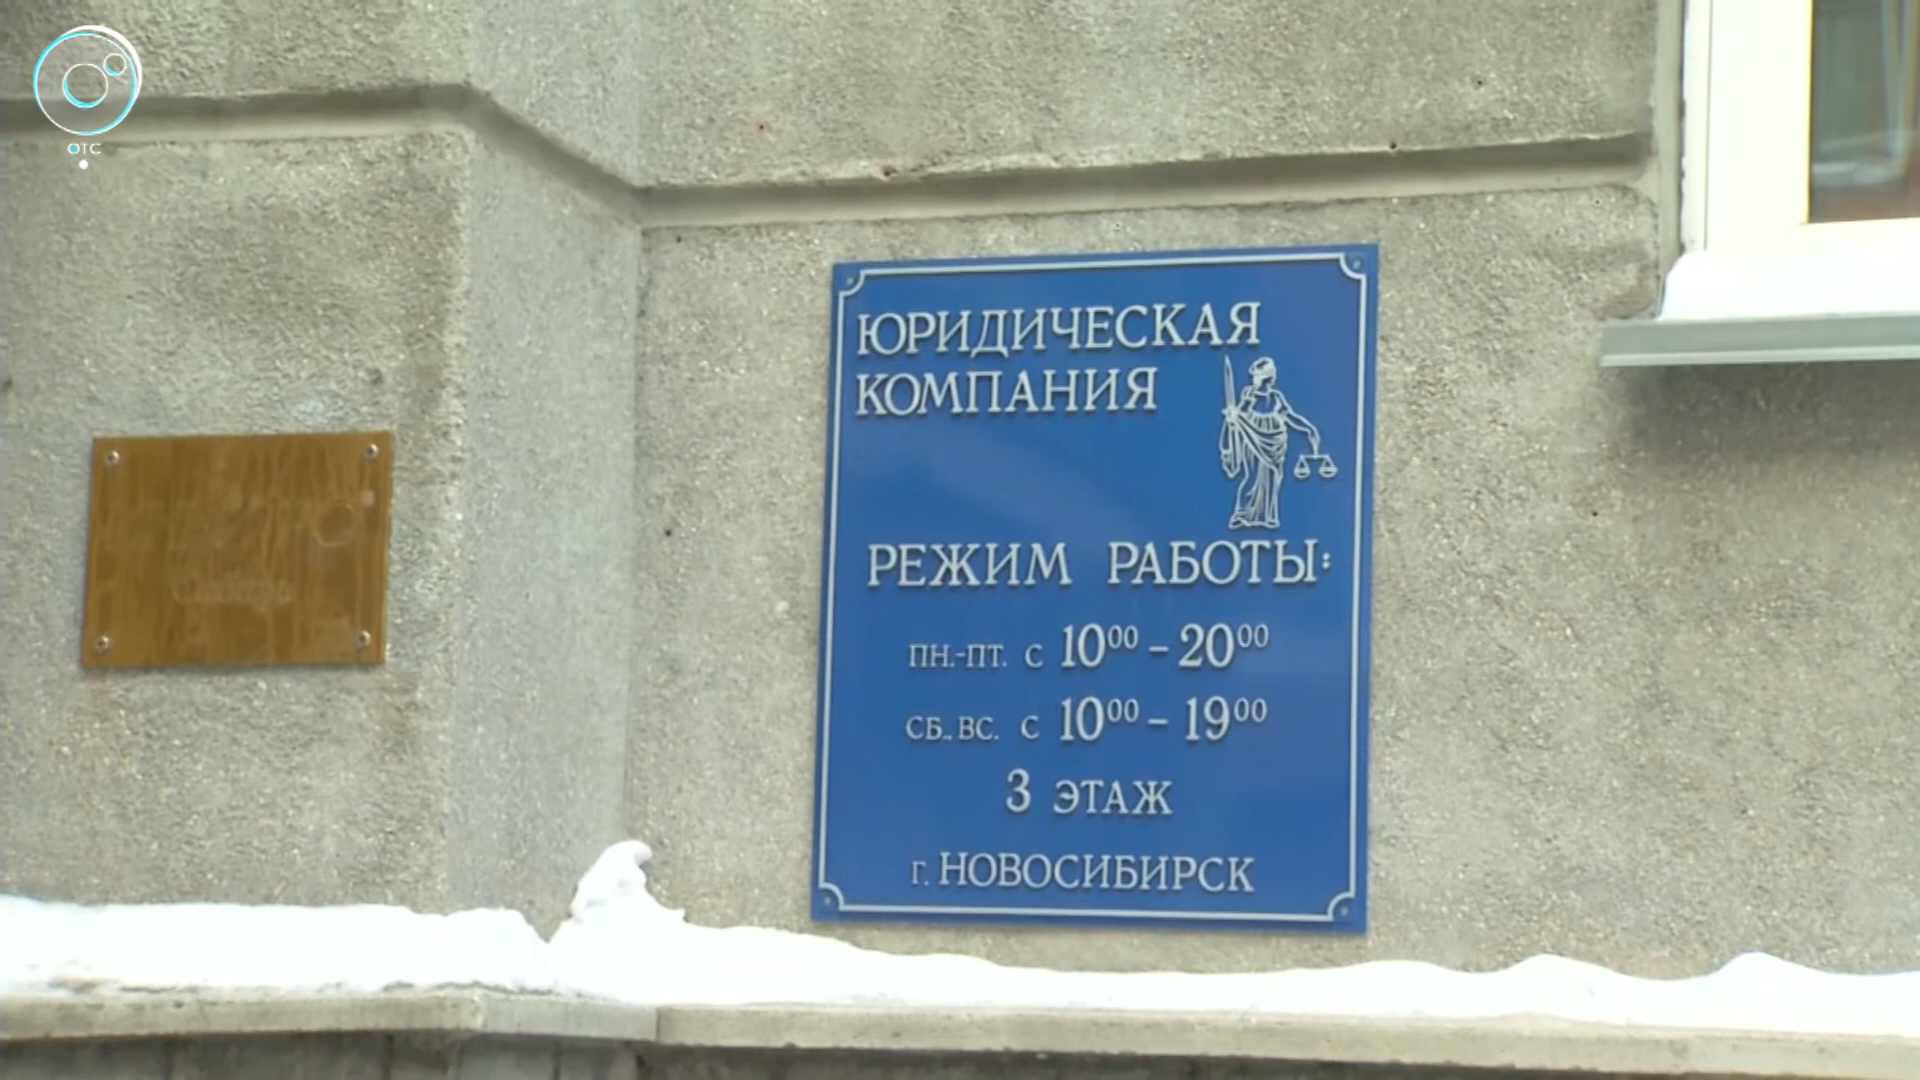 ОТС
ЮРИДИЧЕСКАЯ
КОМПАНИЯ
РЕЖИМ РАБОТЫ:
ПН.-ПТ. С 10⁰⁰ – 20⁰⁰
СБ., ВС. С 10⁰⁰ – 19⁰⁰
3 ЭТАЖ
г. НОВОСИБИРСК